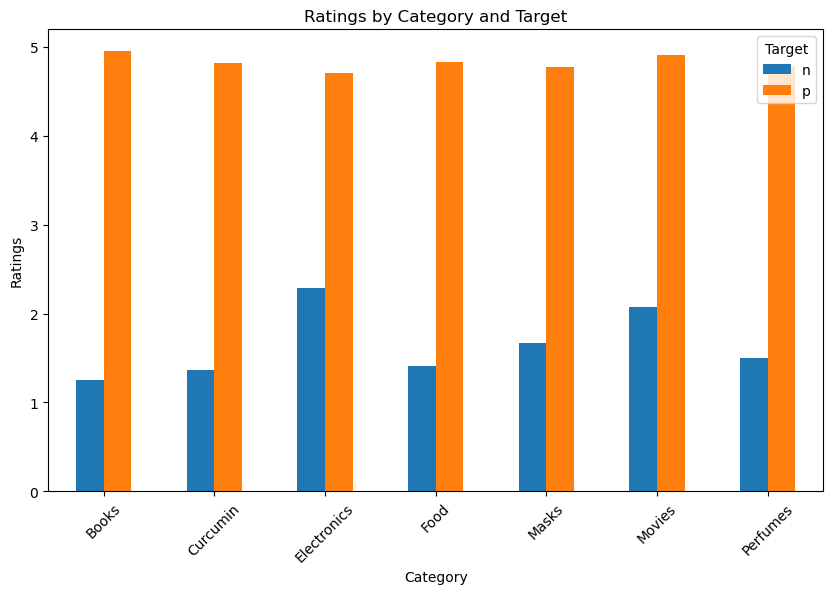 Ratings by Category and Target
Target
n
p
5
4
3
2
1
0
Ratings
Books
Curcumin
Electronics
Food
Masks
Movies
Perfumes
Category